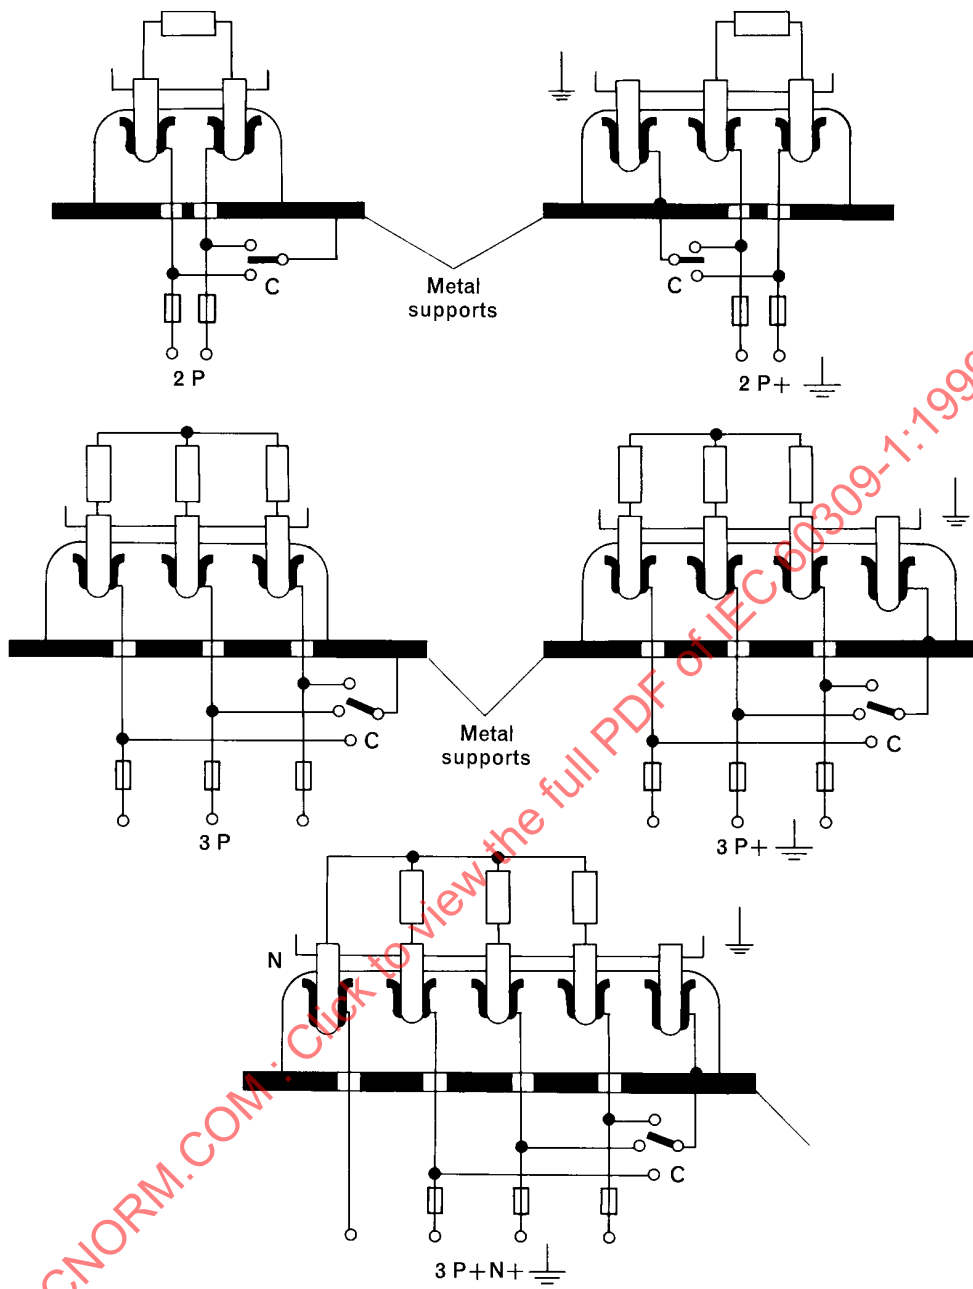 C
Metal
supports
C
2 P
2 P+
C
Metal
supports
C
3 P
3 P+
N
C
3 P+N+
CNORM.COM : Click to view the full PDF of IEC 60309-1:199